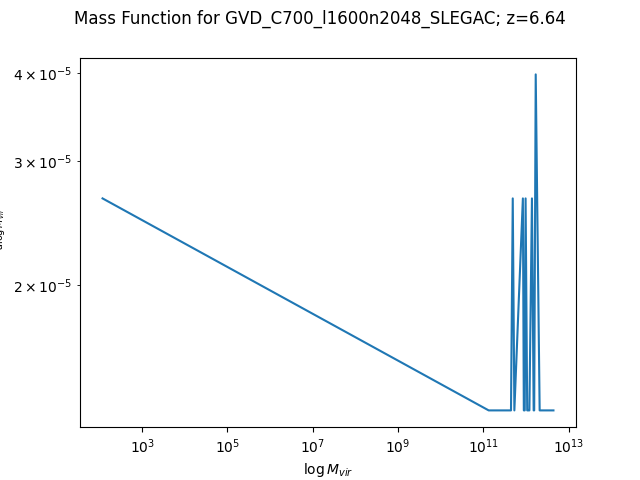 Mass Function for GVD_C700_l1600n2048_SLEGAC; z=6.64
4 × 10⁻⁵
3 × 10⁻⁵
2 × 10⁻⁵
10³ 10⁵ 10⁷ 10⁹ 10¹¹ 10¹³
log M_vir